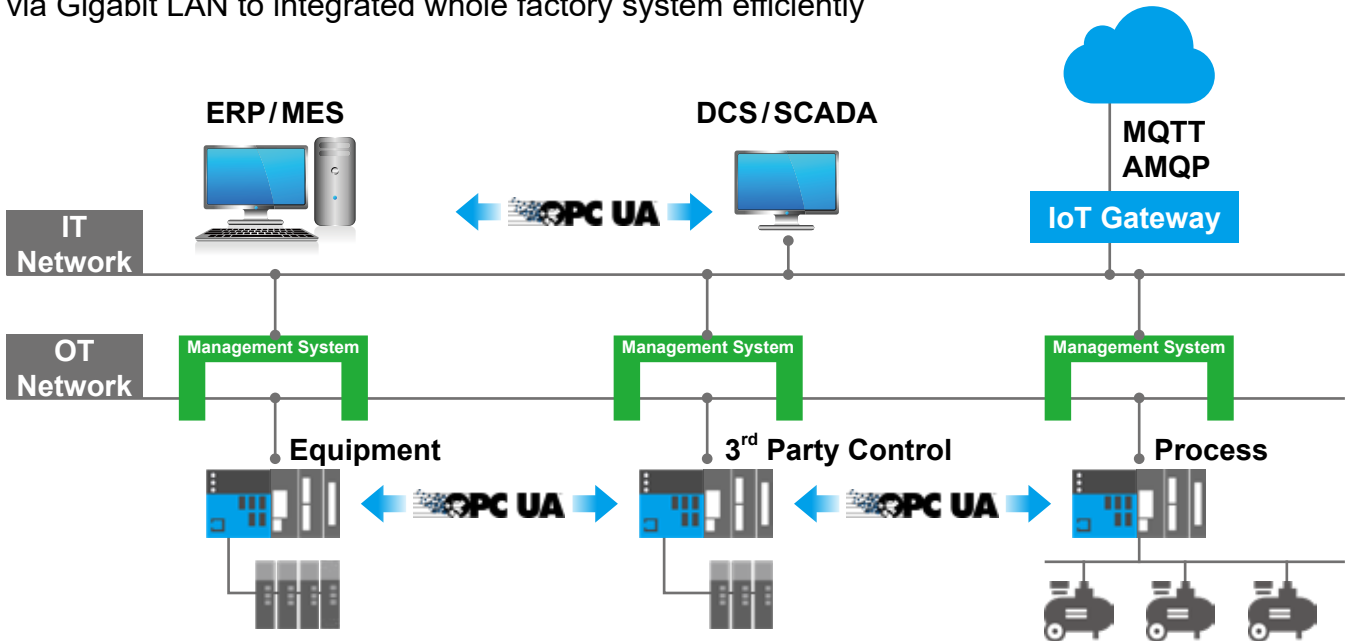 via Gigabit LAN to integrated whole factory system efficiently
ERP/MES
DCS/SCADA
MQTT
AMQP
OPC UA
IoT Gateway
IT
Network
OT
Network
Management System
Management System
Management System
Equipment
3rd Party Control
Process
OPC UA
OPC UA